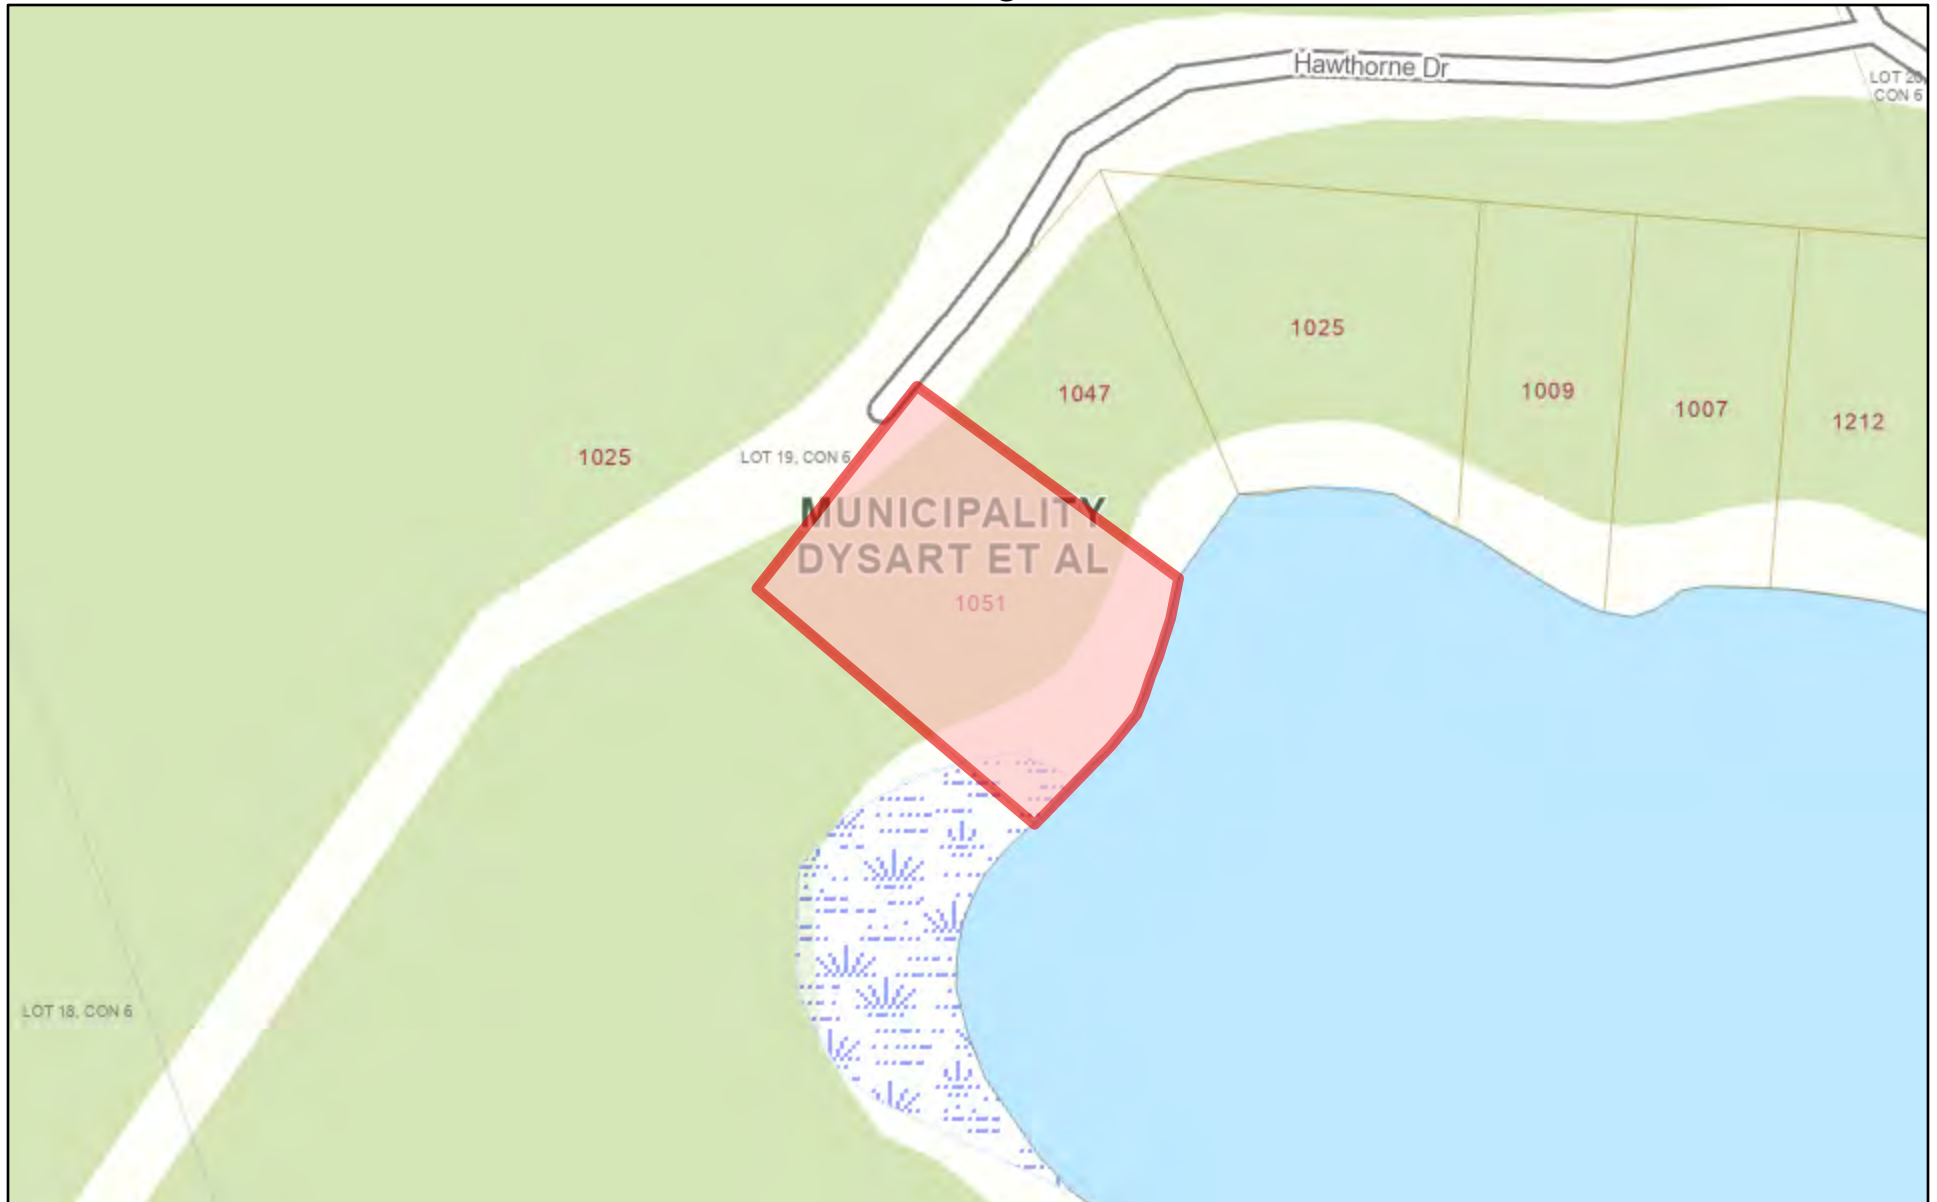 Hawthorne Dr
LOT 20
CON 6
1025
1047
1009
1007
1212
1025
LOT 19, CON 6
MUNICIPALITY
DYSART ET AL
1051
LOT 18, CON 6